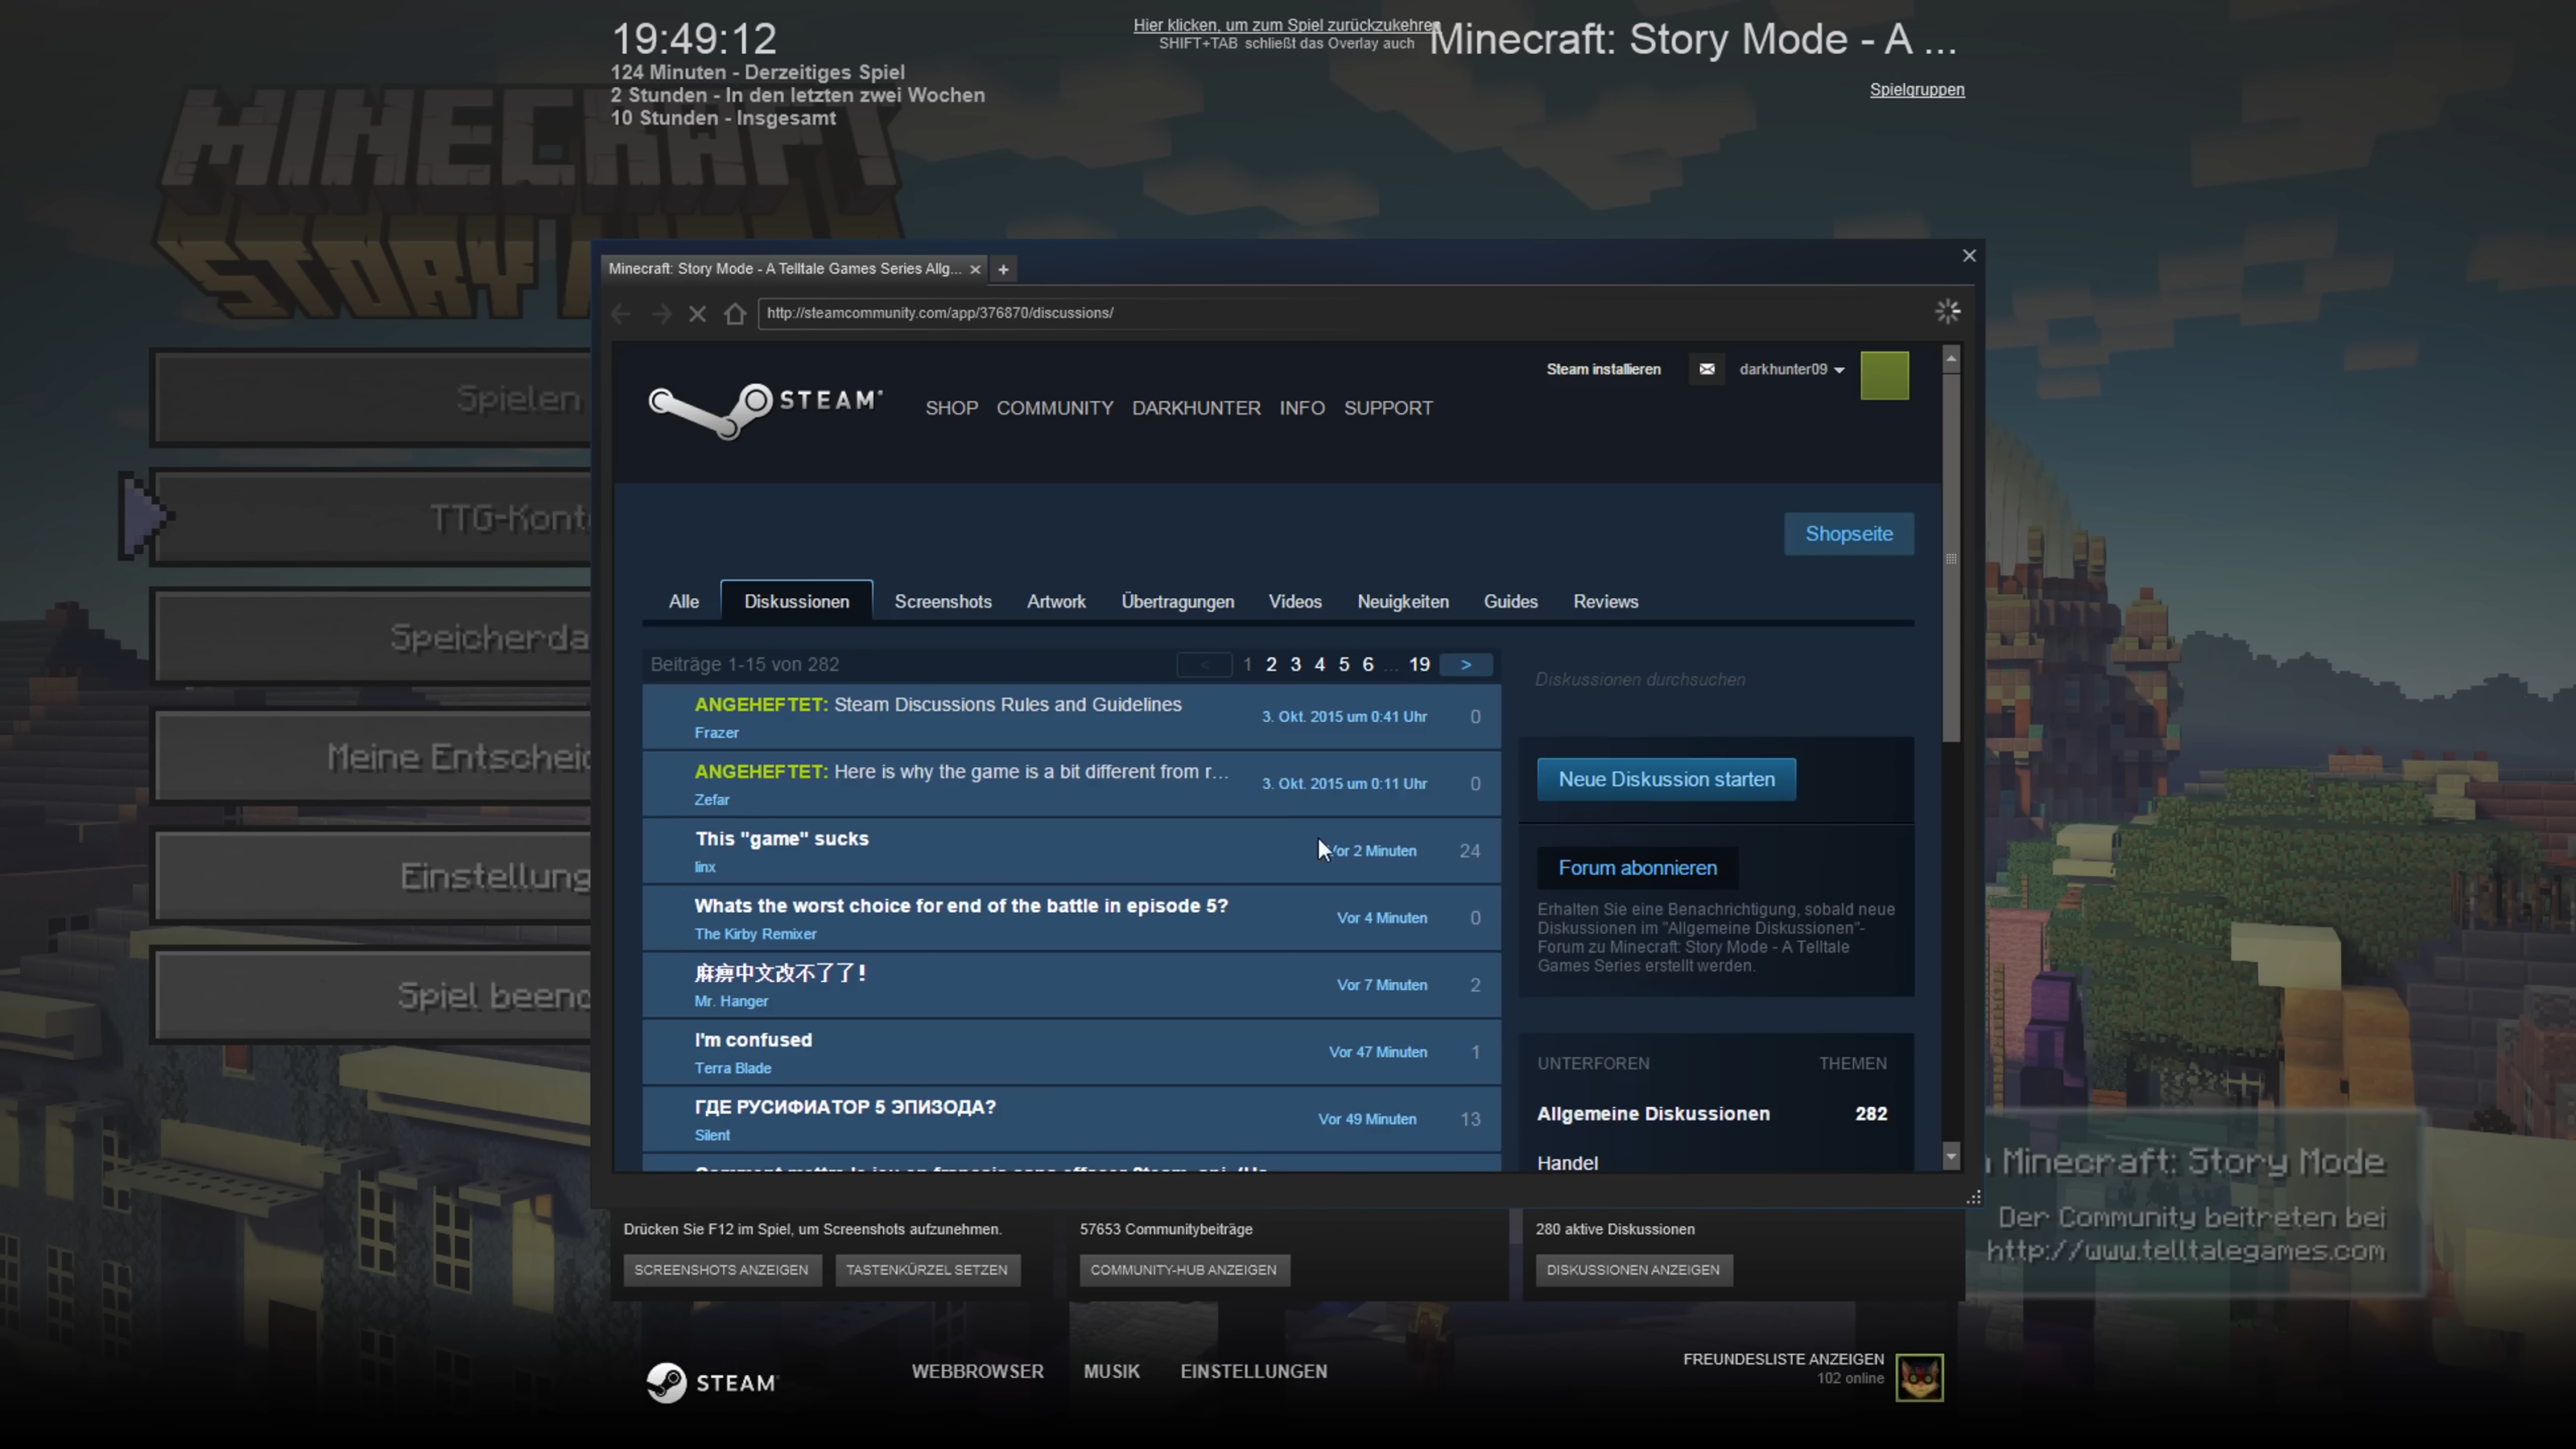 19:49:12
124 Minuten - Derzeitiges Spiel
2 Stunden - In den letzten zwei Wochen
10 Stunden - Insgesamt
Hier klicken, um zum Spiel zurückzukehren
SHIFT+TAB schließt das Overlay auch
Minecraft: Story Mode - A ...
Spielgruppen
MINECRAFT
STORY
Spielen
TTG-Konto
Speicherda
Meine Entscheid
Einstellung
Spiel beend
Minecraft: Story Mode - A Telltale Games Series Allg...
http://steamcommunity.com/app/376870/discussions/
Steam installieren
darkhunter09
STEAM
SHOP COMMUNITY DARKHUNTER INFO SUPPORT
Shopseite
Alle Diskussionen Screenshots Artwork Übertragungen Videos Neuigkeiten Guides Reviews
Beiträge 1-15 von 282
< 1 2 3 4 5 6 ... 19 >
ANGEHEFTET: Steam Discussions Rules and Guidelines
Frazer
3. Okt. 2015 um 0:41 Uhr 0
ANGEHEFTET: Here is why the game is a bit different from r...
Zefar
3. Okt. 2015 um 0:11 Uhr 0
This "game" sucks
Vor 2 Minuten 24
Whats the worst choice for end of the battle in episode 5?
The Kirby Remixer
Vor 4 Minuten 0
麻痹中文改不了了!
Mr. Hanger
Vor 7 Minuten 2
I'm confused
Terra Blade
Vor 47 Minuten 1
ГДЕ РУСИФИАТОР 5 ЭПИЗОДА?
Silent
Vor 49 Minuten 13
Diskussionen durchsuchen
Neue Diskussion starten
Forum abonnieren
Erhalten Sie eine Benachrichtigung, sobald neue
Diskussionen im "Allgemeine Diskussionen"-
Forum zu Minecraft: Story Mode - A Telltale
Games Series erstellt werden.
UNTERFOREN THEMEN
Allgemeine Diskussionen 282
Handel
Minecraft: Story Mode
Der Community beitreten bei
http://www.telltalegames.com
Drücken Sie F12 im Spiel, um Screenshots aufzunehmen.
SCREENSHOTS ANZEIGEN TASTENKÜRZEL SETZEN
57653 Communitybeiträge
COMMUNITY-HUB ANZEIGEN
280 aktive Diskussionen
DISKUSSIONEN ANZEIGEN
STEAM
WEBBROWSER MUSIK EINSTELLUNGEN
FREUNDESLISTE ANZEIGEN
102 online